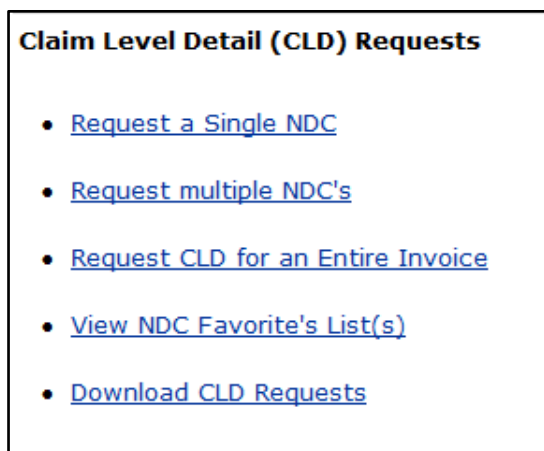 Claim Level Detail (CLD) Requests
• Request a Single NDC
• Request multiple NDC's
• Request CLD for an Entire Invoice
• View NDC Favorite's List(s)
• Download CLD Requests